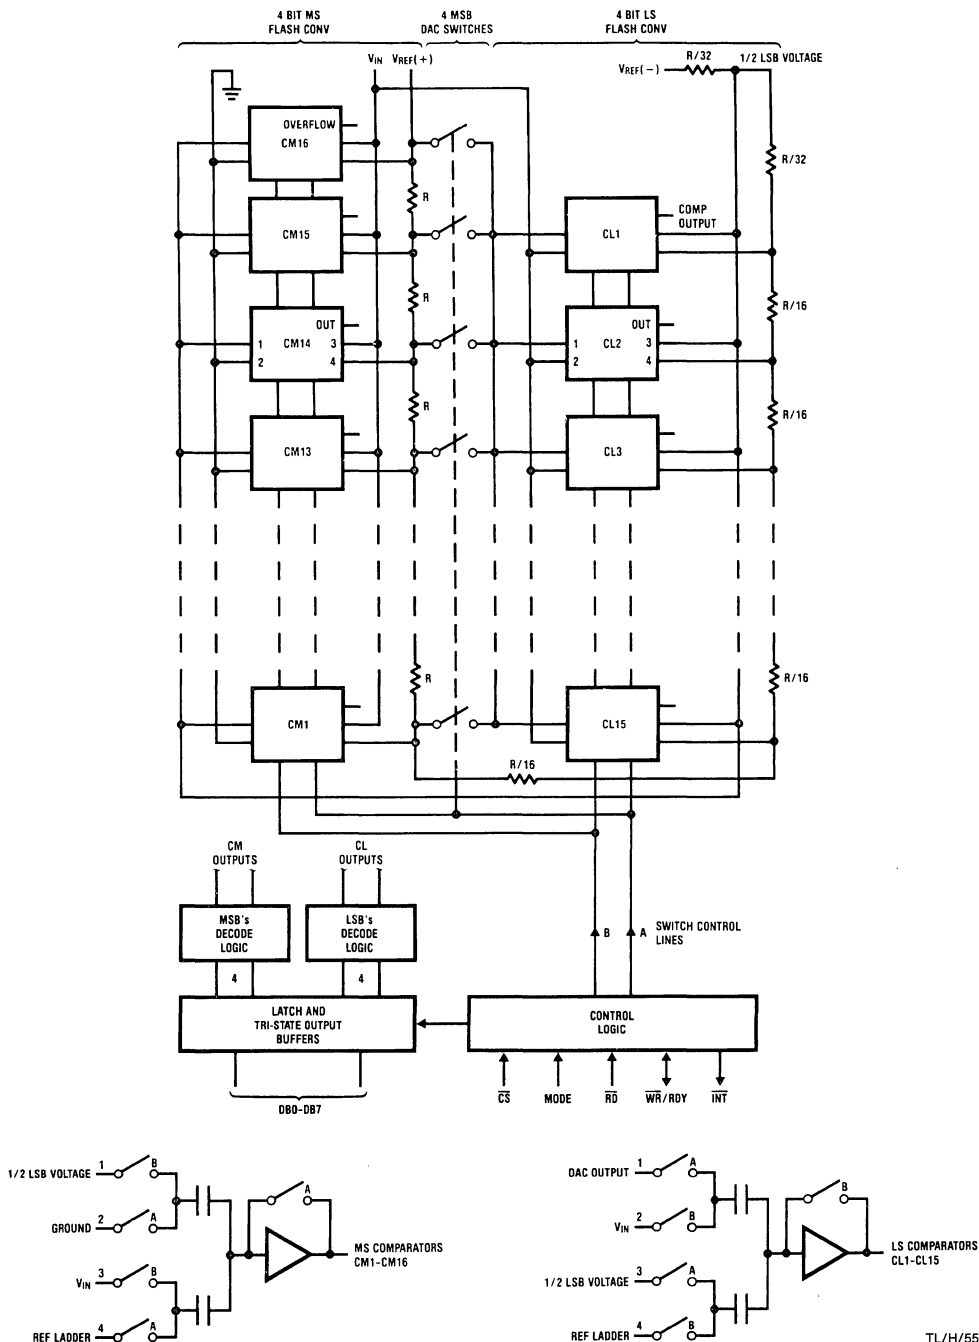 4 BIT MS
FLASH CONV
4 MSB
DAC SWITCHES
4 BIT LS
FLASH CONV
VIN VREF(+)
VREF(−)
R/32
1/2 LSB VOLTAGE
OVERFLOW
CM16
R/32
R
CM15
CL1
COMP
OUTPUT
R
R/16
OUT
1 CM14 3
2 4
OUT
1 CL2 3
2 4
R
R/16
CM13
CL3
R
R/16
CM1
CL15
R/16
CM
OUTPUTS
CL
OUTPUTS
MSB's
DECODE
LOGIC
LSB's
DECODE
LOGIC
B A
SWITCH CONTROL
LINES
4
4
LATCH AND
TRI-STATE OUTPUT
BUFFERS
CONTROL
LOGIC
CS MODE RD WR/RDY INT
DB0-DB7
1/2 LSB VOLTAGE 1 B
GROUND 2 A
A
VIN 3 B
REF LADDER 4 A
MS COMPARATORS
CM1-CM16
DAC OUTPUT 1 A
VIN 2 B
B
1/2 LSB VOLTAGE 3 A
REF LADDER 4 B
LS COMPARATORS
CL1-CL15
TL/H/55